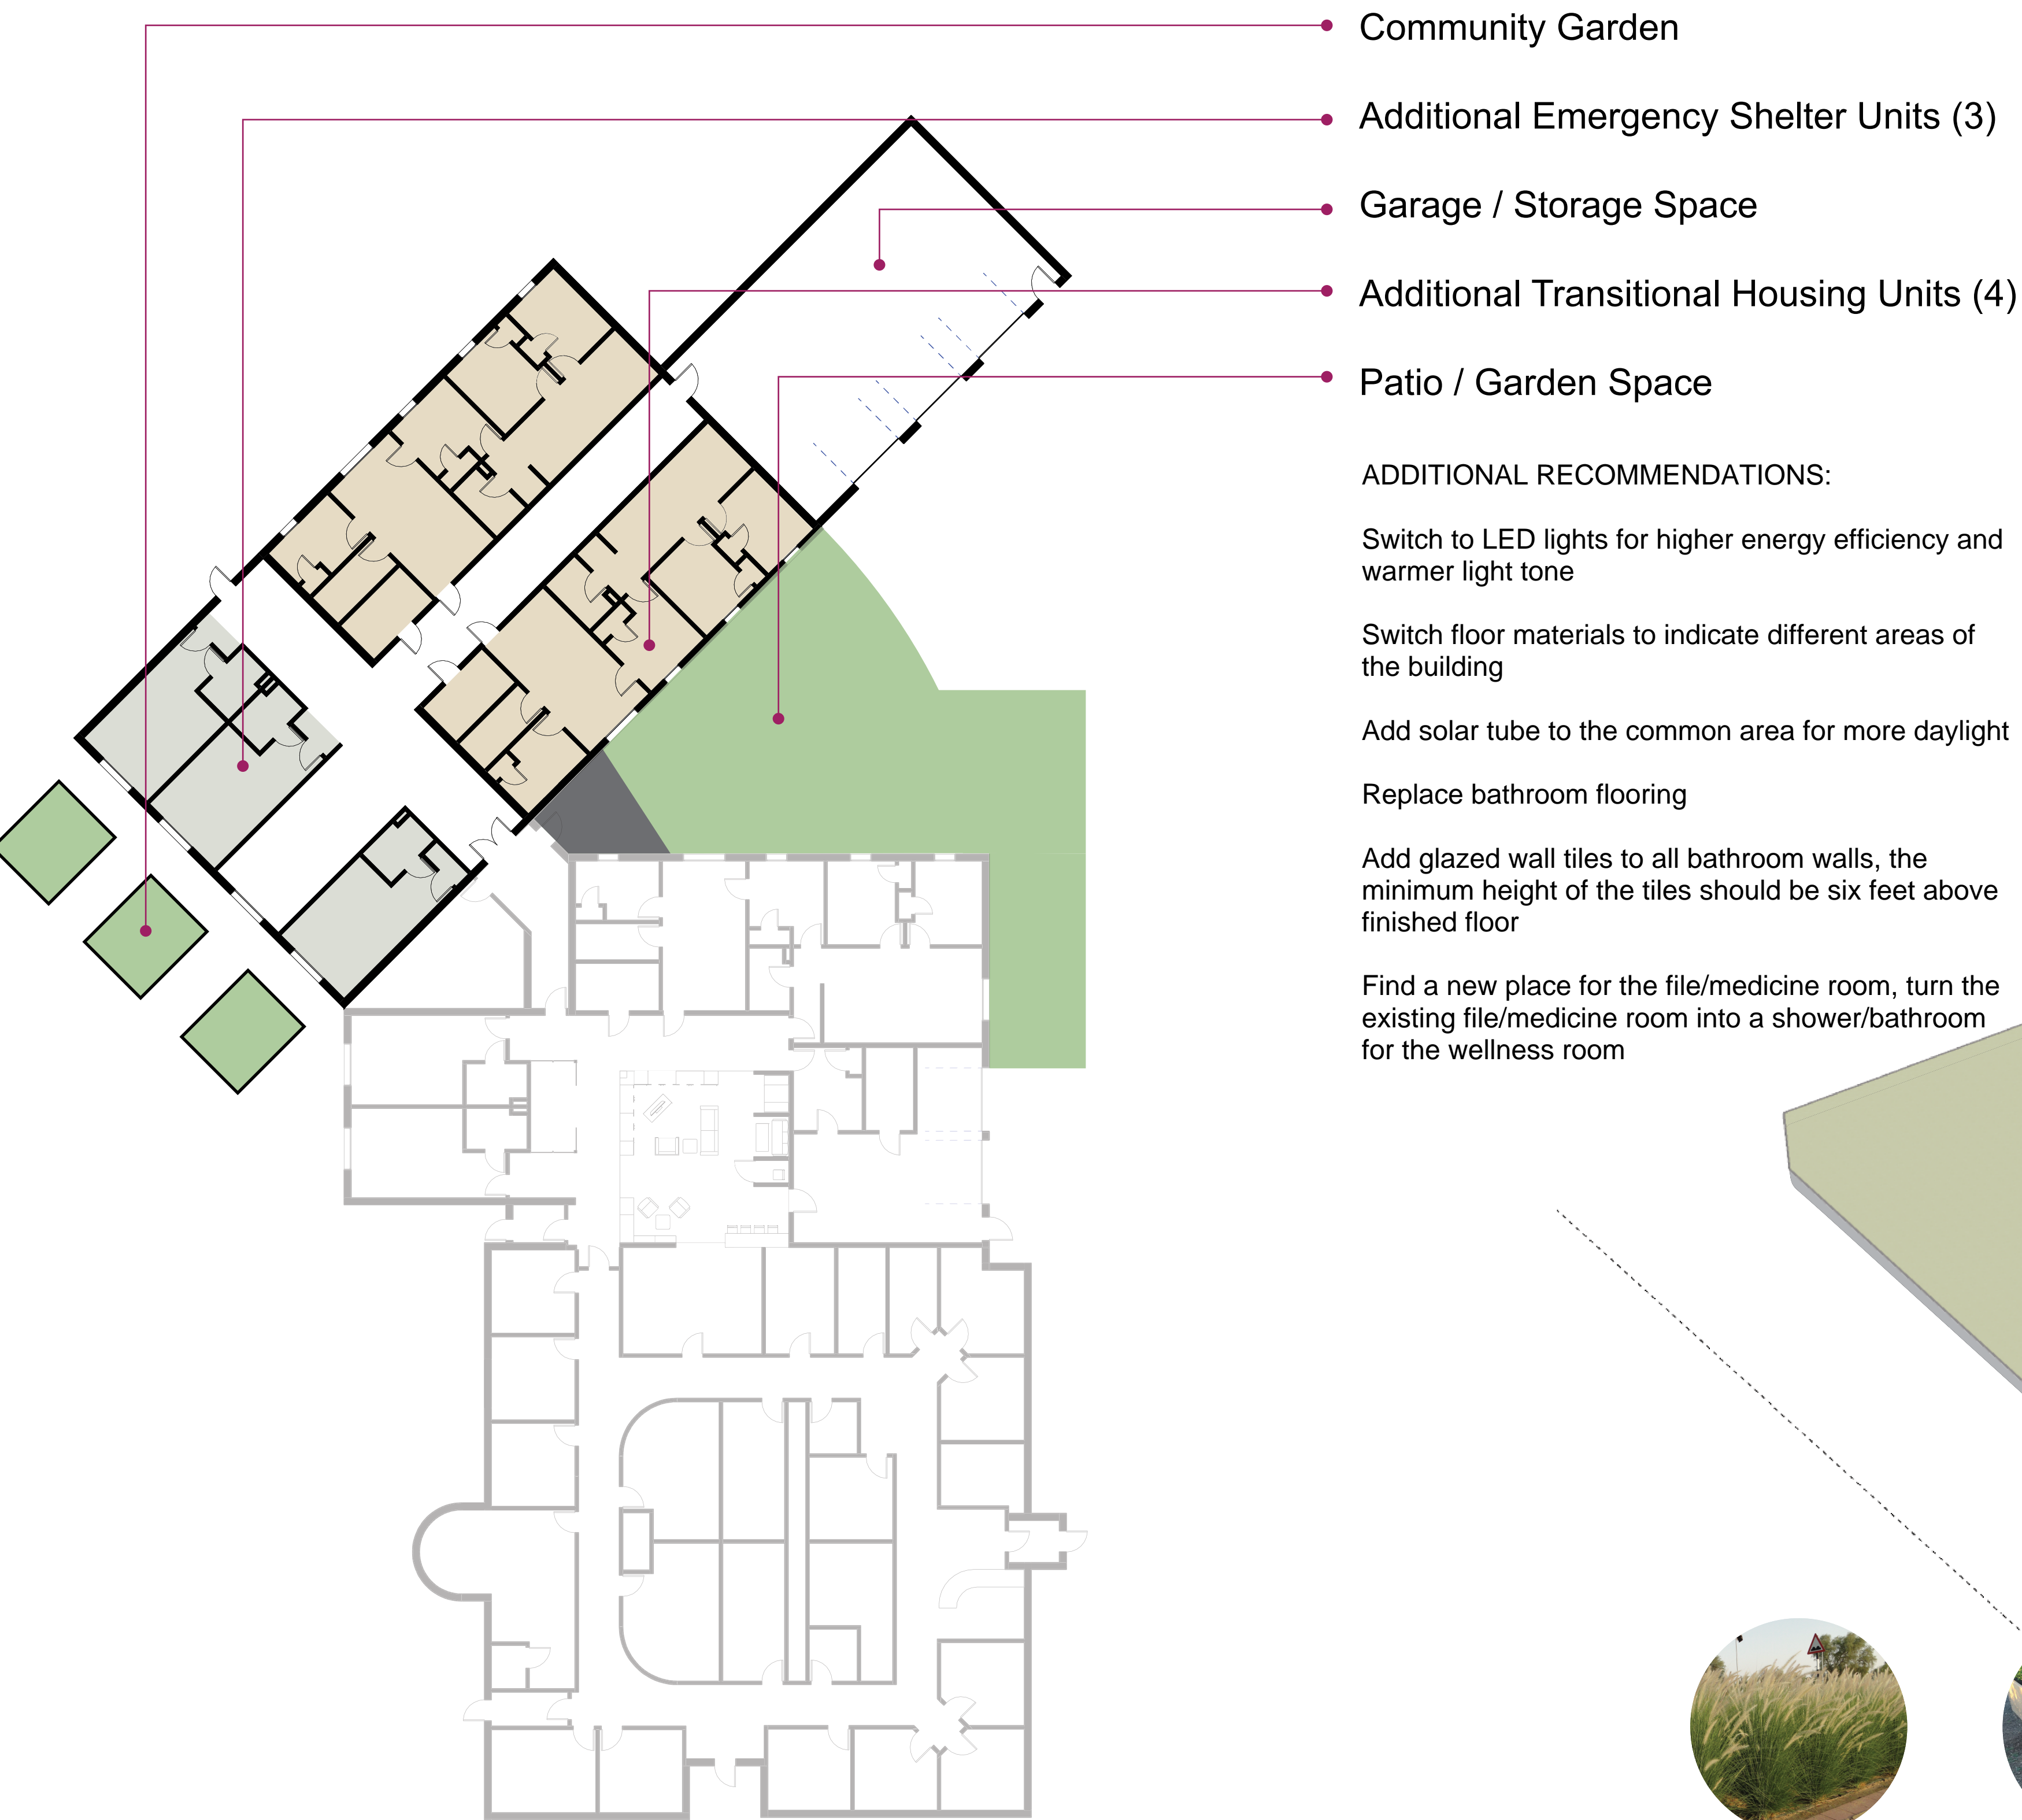 Community Garden
Additional Emergency Shelter Units (3)
Garage / Storage Space
Additional Transitional Housing Units (4)
Patio / Garden Space
ADDITIONAL RECOMMENDATIONS:
Switch to LED lights for higher energy efficiency and
warmer light tone
Switch floor materials to indicate different areas of
the building
Add solar tube to the common area for more daylight
Replace bathroom flooring
Add glazed wall tiles to all bathroom walls, the
minimum height of the tiles should be six feet above
finished floor
Find a new place for the file/medicine room, turn the
existing file/medicine room into a shower/bathroom
for the wellness room